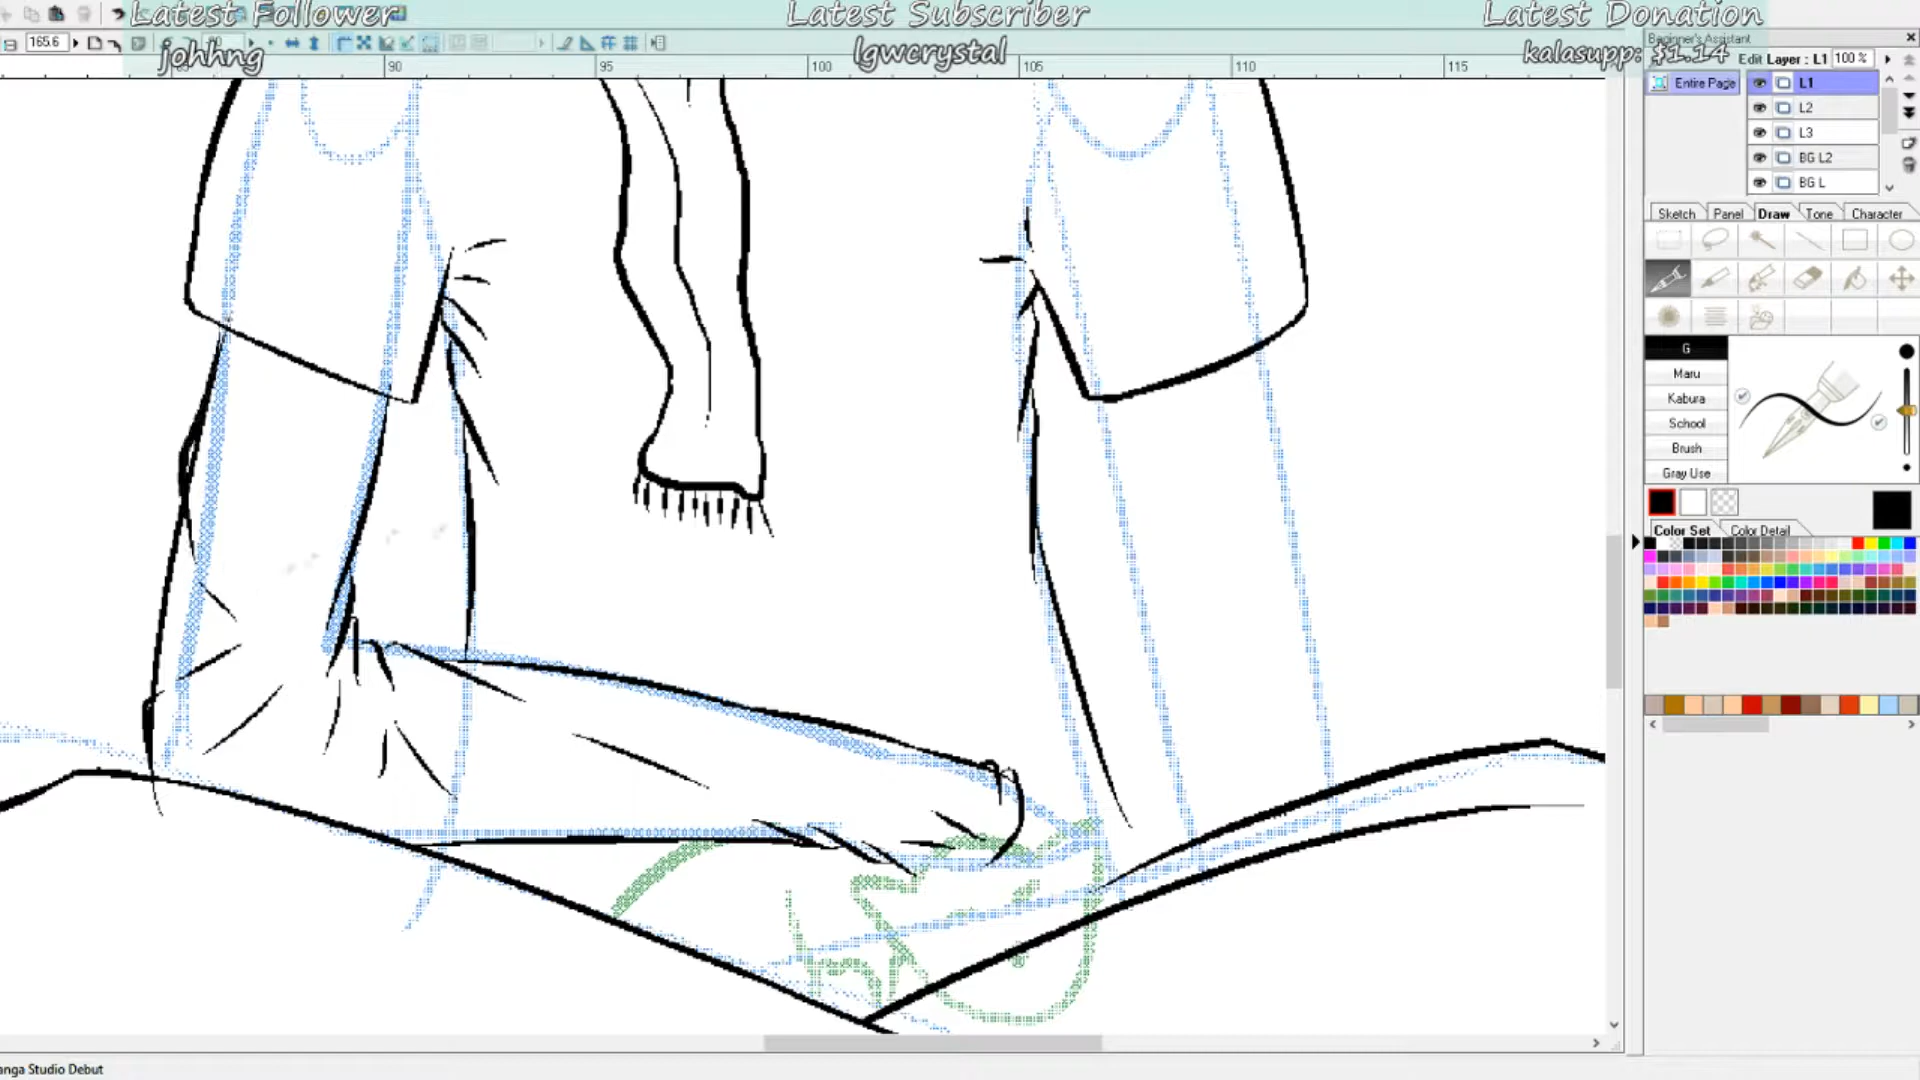 Latest Follower
Latest Subscriber
Latest Donation
johhng
lgwcrystal
kalasupp: $1.14
Beginner's Assistant
165.6
90
95
100
105
110
115
Edit Layer : L1 100 %
Entire Page
L1
L2
L3
BG L2
BG L
Sketch
Panel
Draw
Tone
Character
G
Maru
Kabura
School
Brush
Gray Use
Color Set
Color Detail
anga Studio Debut